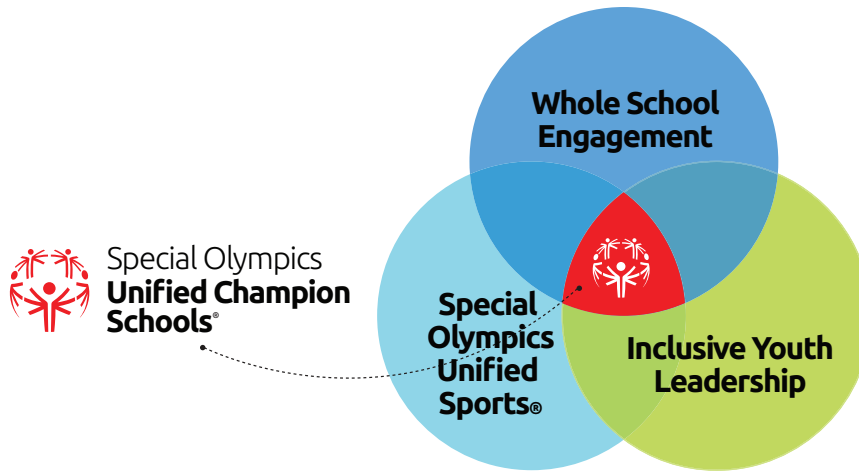 Whole School
Engagement
Special Olympics
Unified Champion
Schools®
Special
Olympics
Unified
Sports®
Inclusive Youth
Leadership